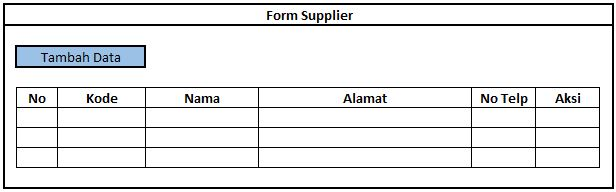 Form Supplier
Tambah Data
No Kode Nama Alamat No Telp Aksi